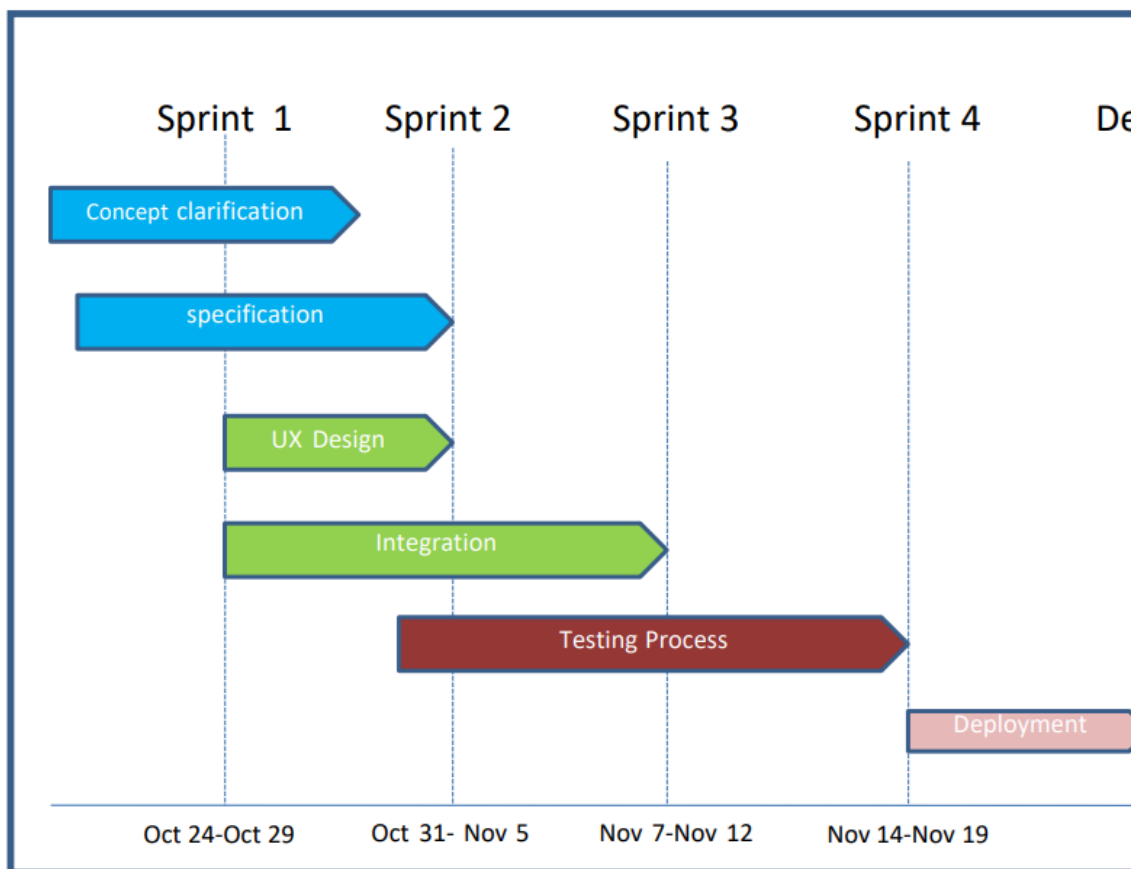 Sprint 1 Sprint 2 Sprint 3 Sprint 4 De
Concept clarification
specification
UX Design
Integration
Testing Process
Deployment
Oct 24-Oct 29 Oct 31- Nov 5 Nov 7-Nov 12 Nov 14-Nov 19